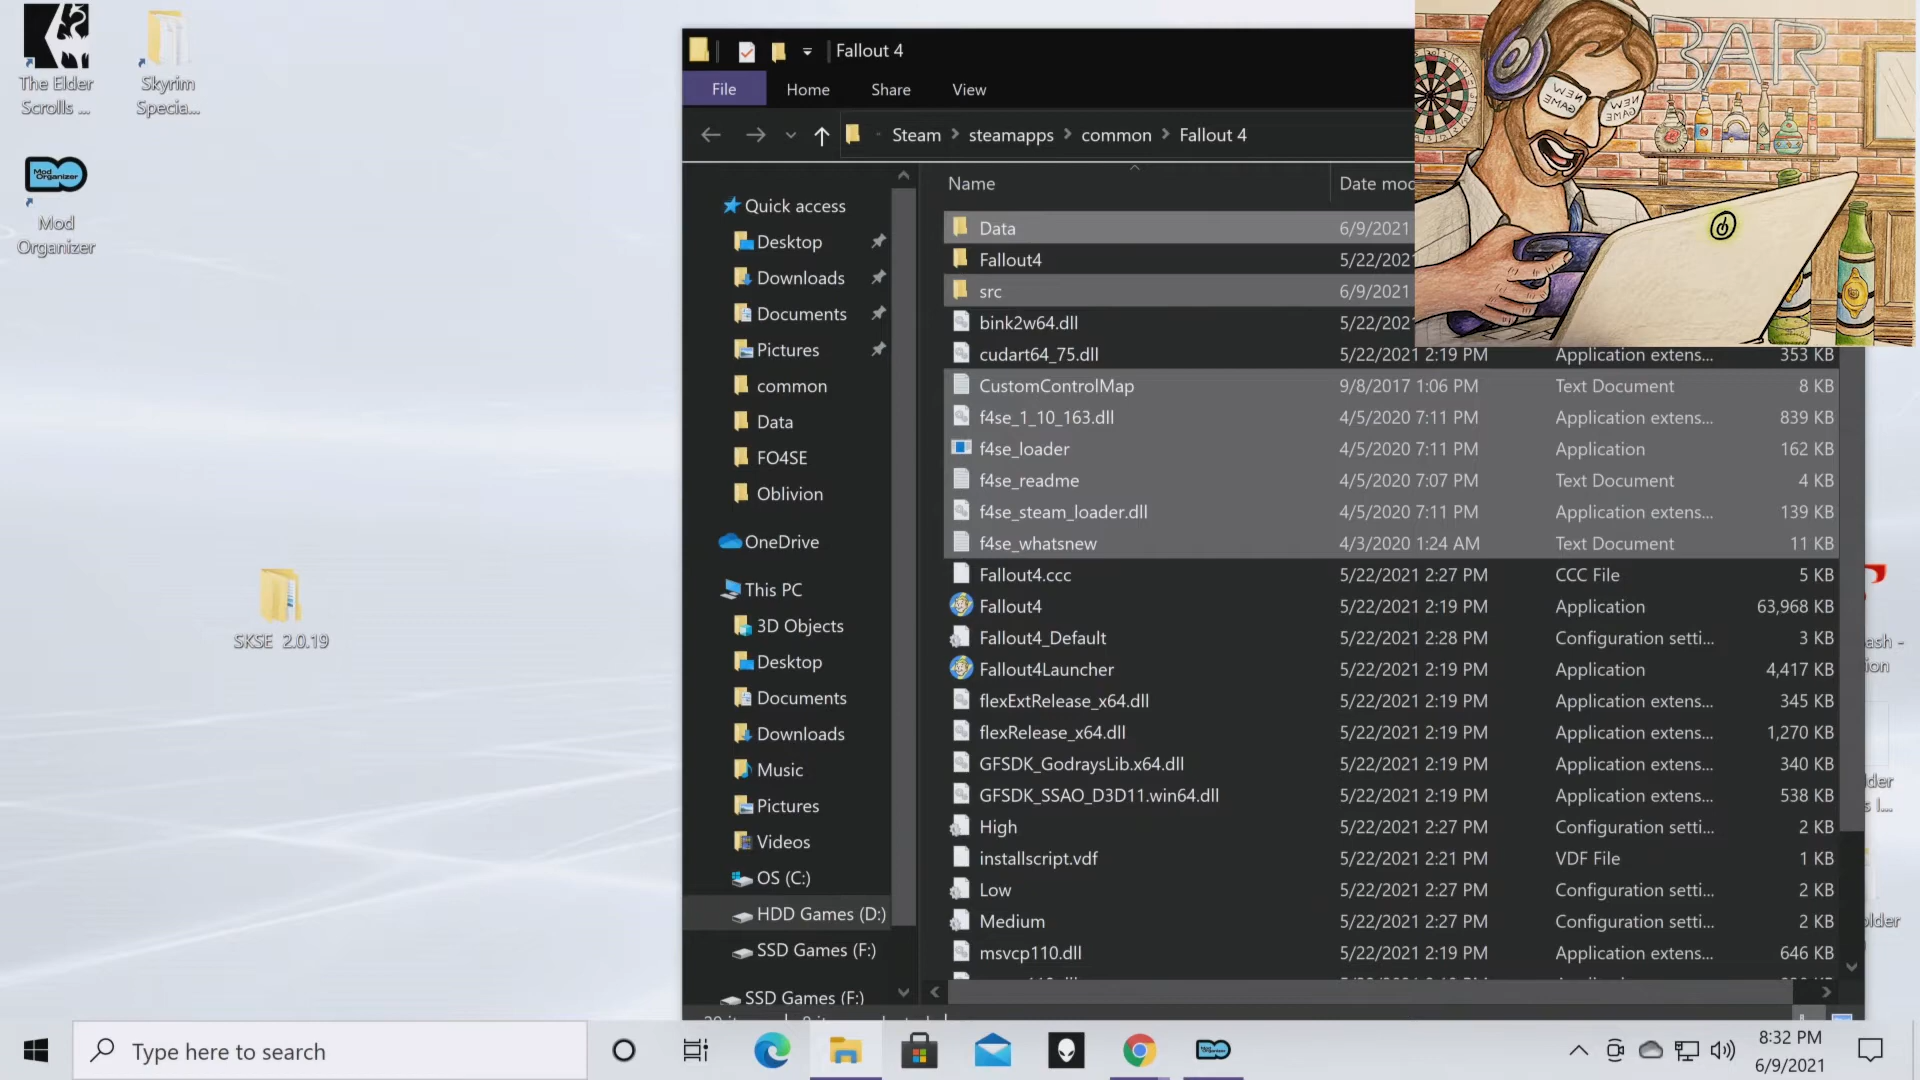 The Elder
Scrolls ...
Skyrim
Specia...
Mod Organizer
Mod
Organizer
SKSE 2.0.19
Fallout 4
File Home Share View
Steam > steamapps > common > Fallout 4
Name Date mod
Quick access
Desktop
Downloads
Documents
Pictures
common
Data
FO4SE
Oblivion
OneDrive
This PC
3D Objects
Desktop
Documents
Downloads
Music
Pictures
Videos
OS (C:)
HDD Games (D:)
SSD Games (F:)
SSD Games (F:)
Data 6/9/2021
Fallout4 5/22/2021
src 6/9/2021
bink2w64.dll 5/22/2021
cudart64_75.dll 5/22/2021 2:19 PM Application extens... 353 KB
CustomControlMap 9/8/2017 1:06 PM Text Document 8 KB
f4se_1_10_163.dll 4/5/2020 7:11 PM Application extens... 839 KB
f4se_loader 4/5/2020 7:11 PM Application 162 KB
f4se_readme 4/5/2020 7:07 PM Text Document 4 KB
f4se_steam_loader.dll 4/5/2020 7:11 PM Application extens... 139 KB
f4se_whatsnew 4/3/2020 1:24 AM Text Document 11 KB
Fallout4.ccc 5/22/2021 2:27 PM CCC File 5 KB
Fallout4 5/22/2021 2:19 PM Application 63,968 KB
Fallout4_Default 5/22/2021 2:28 PM Configuration setti... 3 KB
Fallout4Launcher 5/22/2021 2:19 PM Application 4,417 KB
flexExtRelease_x64.dll 5/22/2021 2:19 PM Application extens... 345 KB
flexRelease_x64.dll 5/22/2021 2:19 PM Application extens... 1,270 KB
GFSDK_GodraysLib.x64.dll 5/22/2021 2:19 PM Application extens... 340 KB
GFSDK_SSAO_D3D11.win64.dll 5/22/2021 2:19 PM Application extens... 538 KB
High 5/22/2021 2:27 PM Configuration setti... 2 KB
installscript.vdf 5/22/2021 2:21 PM VDF File 1 KB
Low 5/22/2021 2:27 PM Configuration setti... 2 KB
Medium 5/22/2021 2:27 PM Configuration setti... 2 KB
msvcp110.dll 5/22/2021 2:19 PM Application extens... 646 KB
BAR
NEW
GAME
NEW
GAME
Type here to search
8:32 PM
6/9/2021